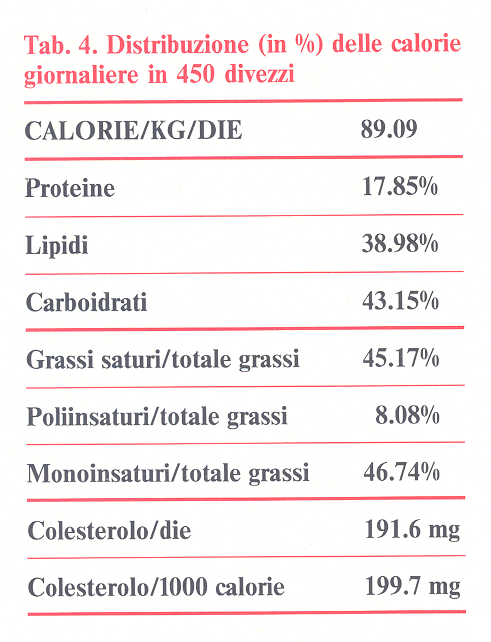 Tab. 4. Distribuzione (in %) delle calorie
giornaliere in 450 divezzi
CALORIE/KG/DIE 89.09
Proteine 17.85%
Lipidi 38.98%
Carboidrati 43.15%
Grassi saturi/totale grassi 45.17%
Poliinsaturi/totale grassi 8.08%
Monoinsaturi/totale grassi 46.74%
Colesterolo/die 191.6 mg
Colesterolo/1000 calorie 199.7 mg